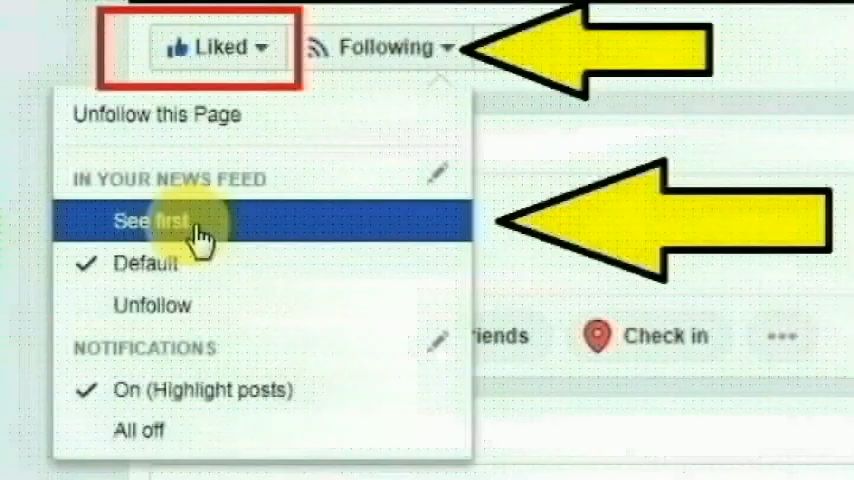 Liked Following
Unfollow this Page
IN YOUR NEWS FEED
See first
Default
Unfollow
riends Check in
NOTIFICATIONS
On (Highlight posts)
All off